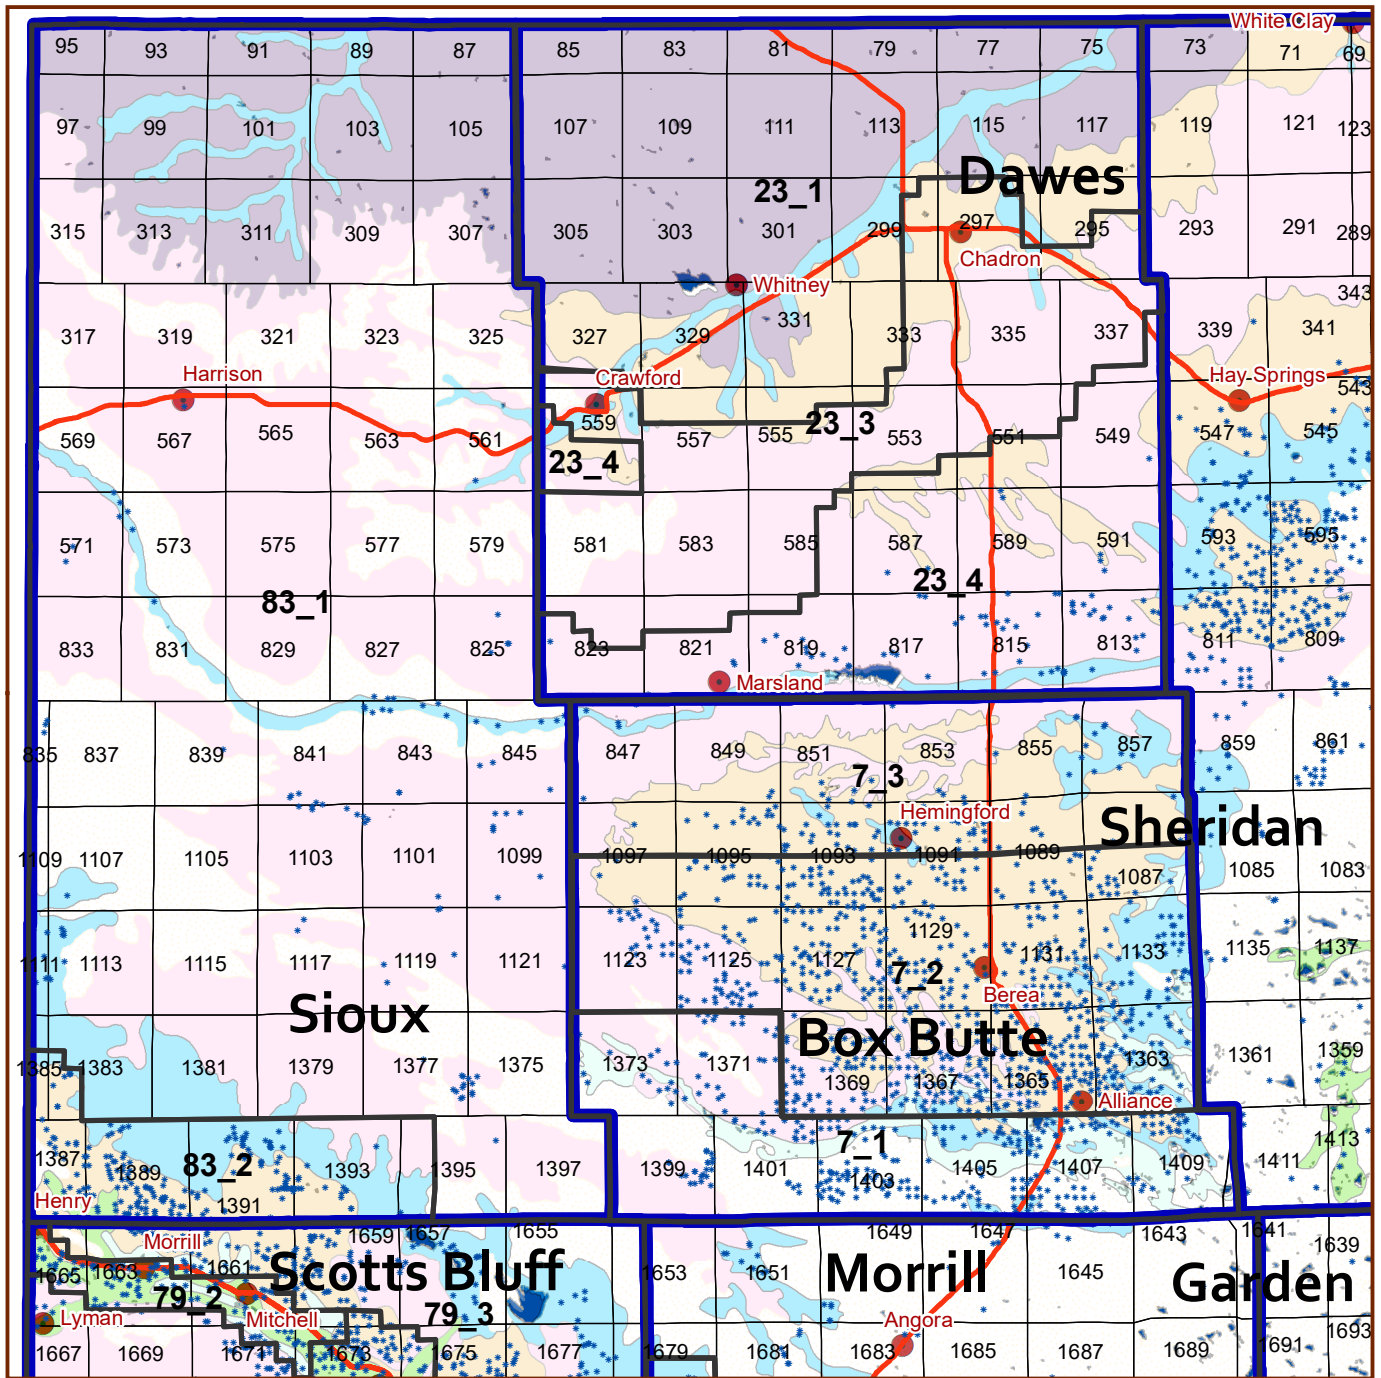 White Clay
95 93 91 89 87 85 83 81 79 77 75 73 71 69
97 99 101 103 105 107 109 111 113 115 117 119 121 123
Dawes
23_1
315 313 311 309 307 305 303 301 299 297 295 293 291 289
Chadron
Whitney
343
317 319 321 323 325 327 329 331 333 335 337 339 341
Harrison Crawford Hay Springs
543
569 567 565 563 561 559 557 555 23_3 553 551 549 547 545
23_4
571 573 575 577 579 581 583 585 587 589 591 593 595
23_4
83_1
833 831 829 827 825 823 821 819 817 815 813 811 809
Marsland
835 837 839 841 843 845 847 849 851 853 855 857 859 861
7_3
Hemingford
Sheridan
1109 1107 1105 1103 1101 1099 1097 1095 1093 1091 1089 1087 1085 1083
1129
1111 1113 1115 1117 1119 1121 1123 1125 1127 1131 1133 1135 1137
7_2
Berea
Sioux
Box Butte
1385 1383 1381 1379 1377 1375 1373 1371 1369 1367 1365 1363 1361 1359
Alliance
7_1
1413
1387 1389 83_2 1393 1395 1397 1399 1401 1403 1405 1407 1409 1411
Henry 1391
1659 1657 1655 1649 1647 1643 1641 1639
Morrill
1665 1663 1661 Scotts Bluff 1653 1651 Morrill 1645 Garden
79_2 79_3
Lyman Mitchell Angora
1667 1669 1671 1673 1675 1677 1679 1681 1683 1685 1687 1689 1691 1693